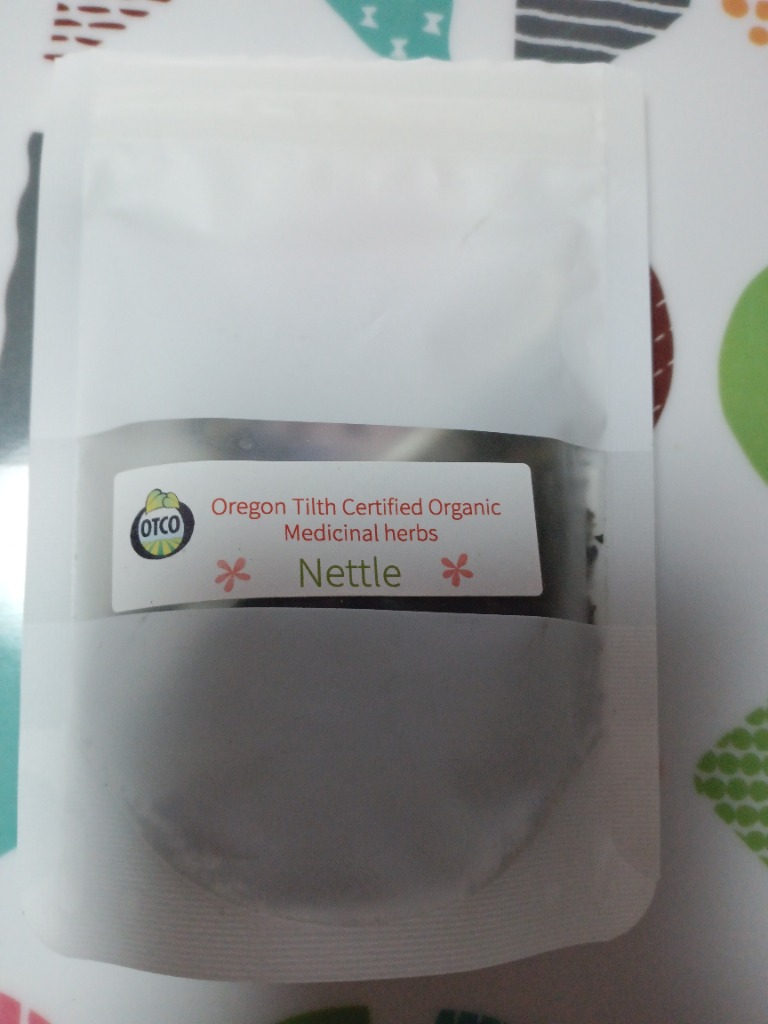 OTCO
Oregon Tilth Certified Organic
Medicinal herbs
Nettle